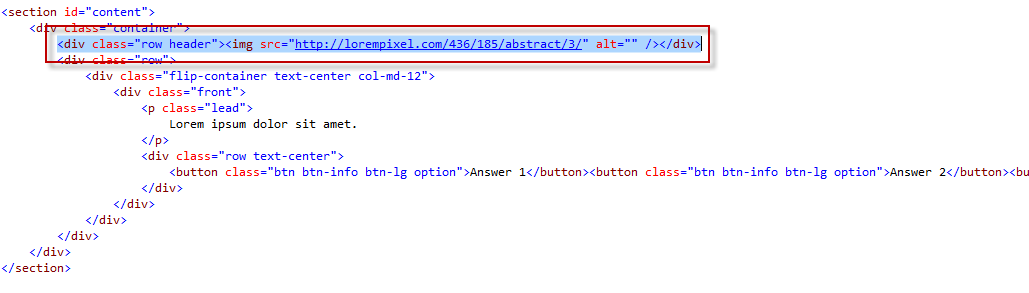 <section id="content">
<div class="container">
<div class="row header"><img src="http://lorempixel.com/436/185/abstract/3/" alt="" /></div>
<div class="row">
<div class="flip-container text-center col-md-12">
<div class="front">
<p class="lead">
Lorem ipsum dolor sit amet.
</p>
<div class="row text-center">
<button class="btn btn-info btn-lg option">Answer 1</button><button class="btn btn-info btn-lg option">Answer 2</button><bu
</div>
</div>
</div>
</div>
</div>
</section>